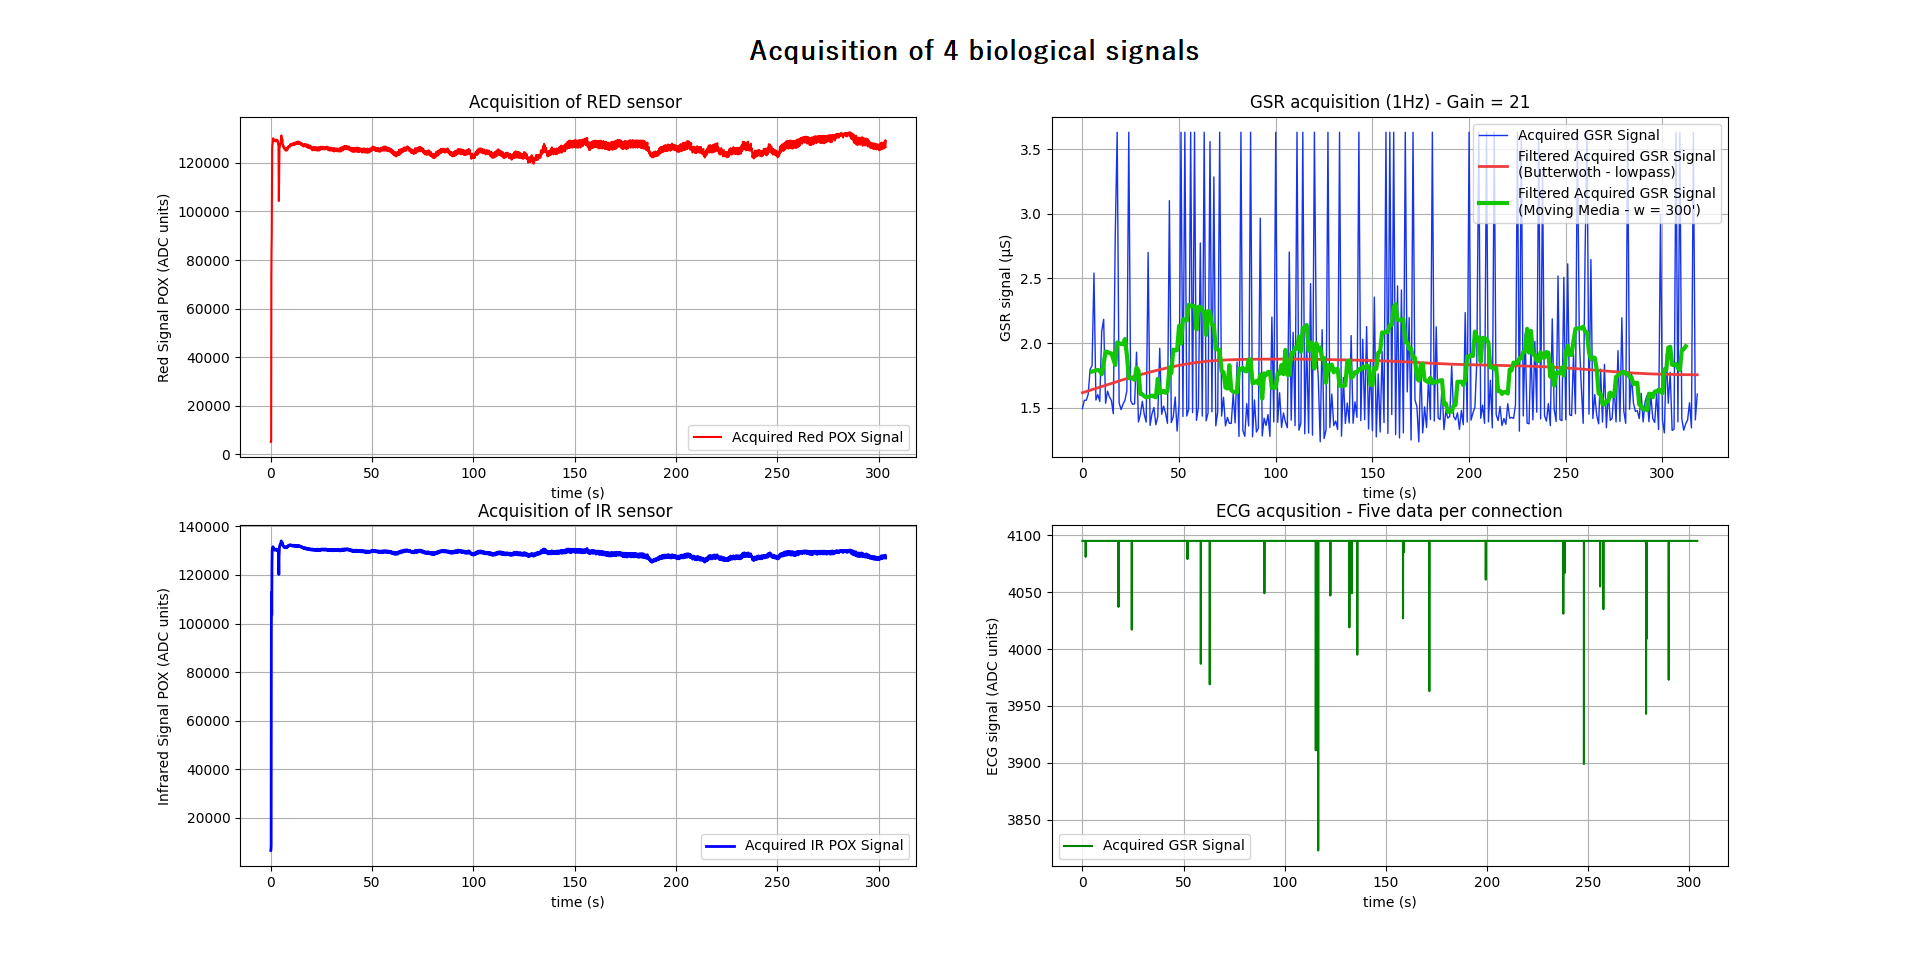 Acquisition of 4 biological signals
Acquisition of RED sensor
Red Signal POX (ADC units)
120000
100000
80000
60000
40000
20000
0
Acquired Red POX Signal
0 50 100 150 200 250 300
time (s)
GSR acquisition (1Hz) - Gain = 21
GSR signal (µS)
3.5
3.0
2.5
2.0
1.5
Acquired GSR Signal
Filtered Acquired GSR Signal
(Butterwoth - lowpass)
Filtered Acquired GSR Signal
(Moving Media - w = 300')
0 50 100 150 200 250 300
time (s)
Acquisition of IR sensor
Infrared Signal POX (ADC units)
140000
120000
100000
80000
60000
40000
20000
Acquired IR POX Signal
0 50 100 150 200 250 300
time (s)
ECG acqusition - Five data per connection
ECG signal (ADC units)
4100
4050
4000
3950
3900
3850
Acquired GSR Signal
0 50 100 150 200 250 300
time (s)